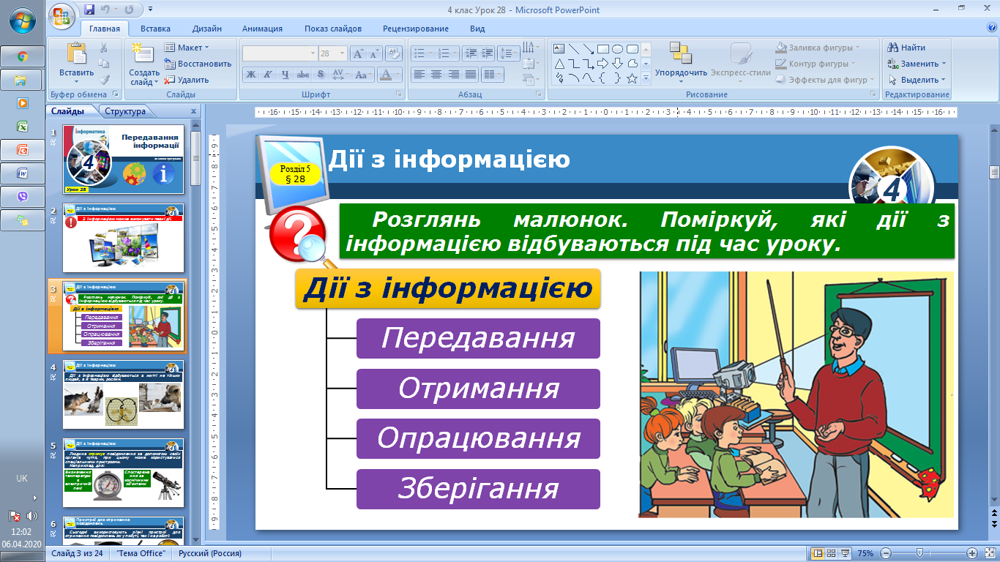 4 клас Урок 28 - Microsoft PowerPoint
Главная Вставка Дизайн Анимация Показ слайдов Рецензирование Вид
Вставить
Буфер обмена
Создать слайд
Макет
Восстановить
Удалить
Слайды
28
Ж К Ч abc S AV Aa А
Шрифт
Абзац
Упорядочить
Экспресс-стили
Заливка фигуры
Контур фигуры
Эффекты для фигур
Рисование
Найти
Заменить
Выделить
Редактирование
Слайды Структура
1
Інформатика
Передавання
інформації
4
Урок 28
2
Дії з інформацією
З інформацією можна виконувати певні дії
3
Дії з інформацією
Розглянь малюнок. Поміркуй, які дії з
інформацією відбуваються під час уроку.
Дії з інформацією
Передавання
Отримання
Опрацювання
Зберігання
4
Дії з інформацією
Дії з інформацією відбуваються в житті не тільки
людей, а й тварин, рослин.
5
Дії з інформацією
Людина отримує повідомлення за допомогою своїх
органів чуття, при цьому може користуватися
спеціальними пристроями.
Наприклад, для:
Визначення
температури
в
електричній
печі
Спостереже
ння за
космічними
об'єктами
6
Пристрої для отримання
повідомлень
Сьогодні використовують різні пристрої для
отримання повідомлень як у побуті, так і на роботі:
16 15 14 13 12 11 10 9 8 7 6 5 4 3 2 1 0 1 2 3 4 5 6 7 8 9 10 11 12 13 14 15 16
Розділ 5
§ 28
Дії з інформацією
4
Розглянь малюнок. Поміркуй, які дії з
інформацією відбуваються під час уроку.
Дії з інформацією
Передавання
Отримання
Опрацювання
Зберігання
UK
12:02
06.04.2020
Слайд 3 из 24 "Тема Office" Русский (Россия) 75%